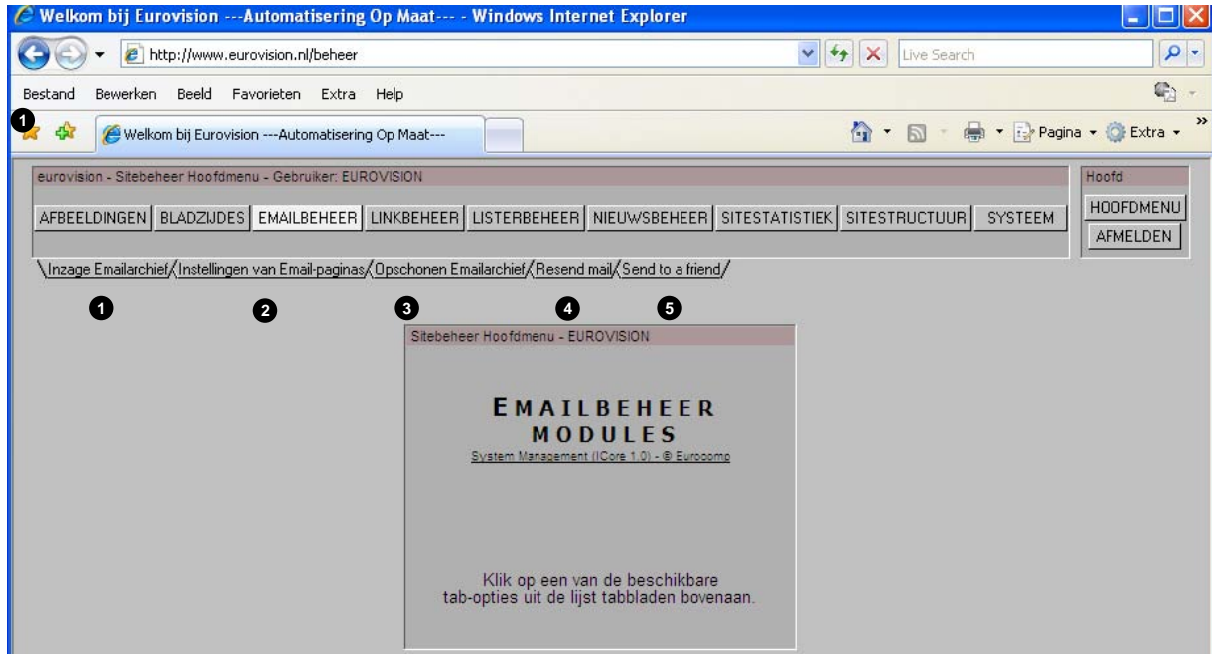 Welkom bij Eurovision ---Automatisering Op Maat--- - Windows Internet Explorer
http://www.eurovision.nl/beheer
Live Search
Bestand Bewerken Beeld Favorieten Extra Help
1
Welkom bij Eurovision ---Automatisering Op Maat---
Pagina Extra »
eurovision - Sitebeheer Hoofdmenu - Gebruiker: EUROVISION
Hoofd
AFBEELDINGEN BLADZIJDES EMAILBEHEER LINKBEHEER LISTERBEHEER NIEUWSBEHEER SITESTATISTIEK SITESTRUCTUUR SYSTEEM
HOOFDMENU
AFMELDEN
\Inzage Emailarchief/(Instellingen van Email-paginas/(Opschonen Emailarchief/(Resend mail/(Send to a friend/
1 2 3 4 5
Sitebeheer Hoofdmenu - EUROVISION
EMAILBEHEER
MODULES
System Management (ICore 1.0) - © Eurocomp
Klik op een van de beschikbare
tab-opties uit de lijst tabbladen bovenaan.